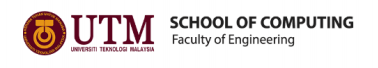 UTM
UNIVERSITI TEKNOLOGI MALAYSIA
SCHOOL OF COMPUTING
Faculty of Engineering